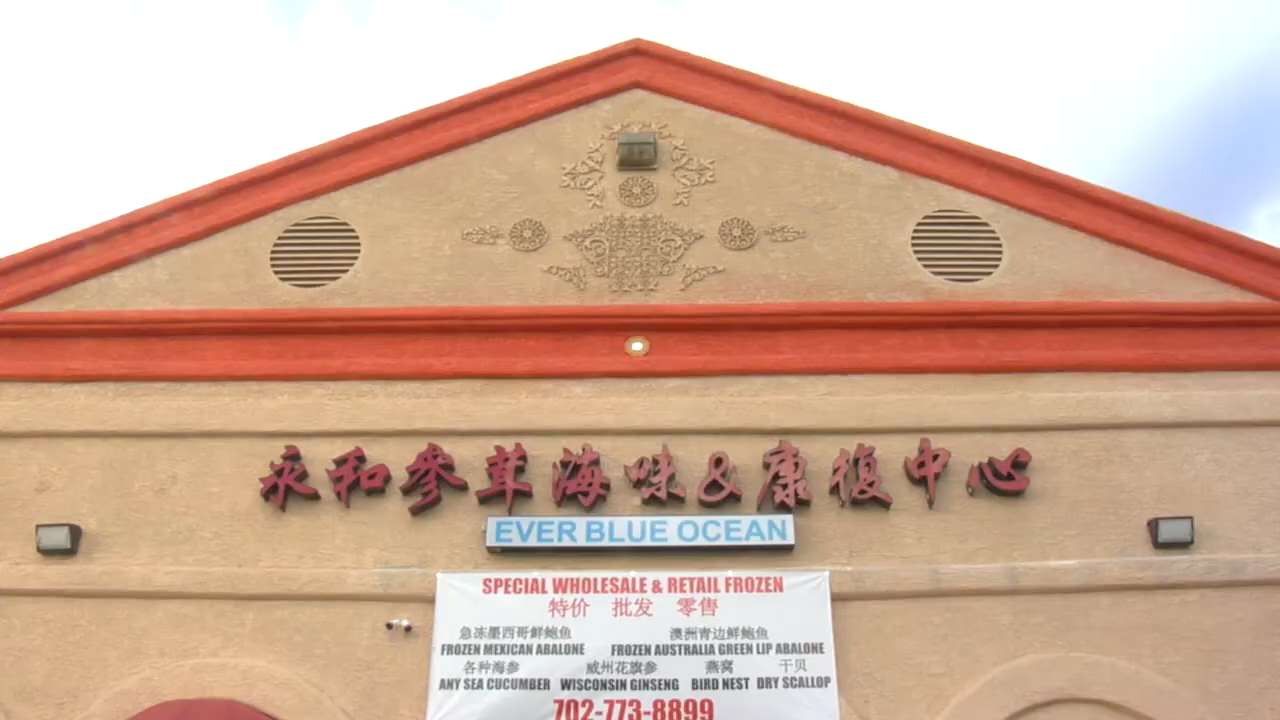 永和參茸海味&康復中心
EVER BLUE OCEAN
SPECIAL WHOLESALE & RETAIL FROZEN
特价 批发 零售
急冻墨西哥鲜鲍鱼 澳洲青边鲜鲍鱼
FROZEN MEXICAN ABALONE FROZEN AUSTRALIA GREEN LIP ABALONE
各种海参 威州花旗参 燕窝 干贝
ANY SEA CUCUMBER WISCONSIN GINSENG BIRD NEST DRY SCALLOP
702-773-8899